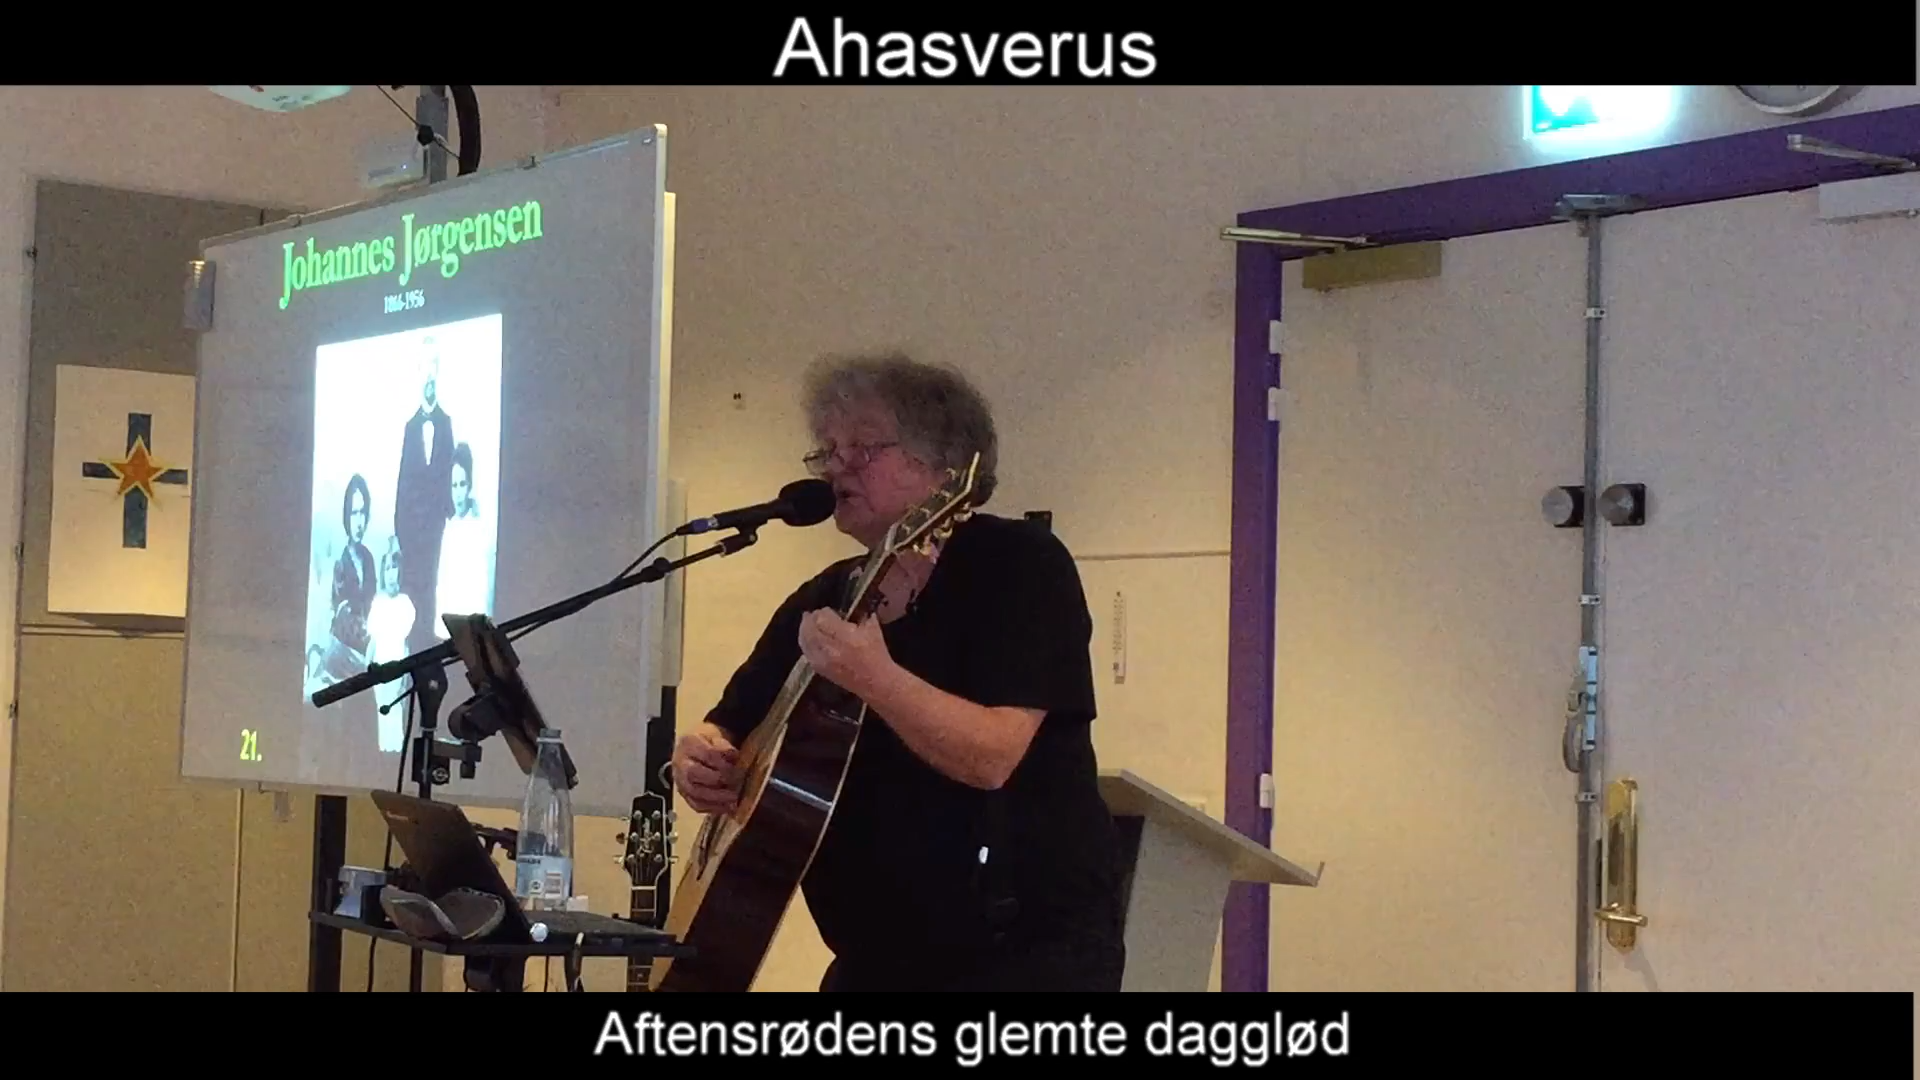 Ahasverus
Johannes Jørgensen
1866-1956
21.
Aftensrødens glemte dagglød